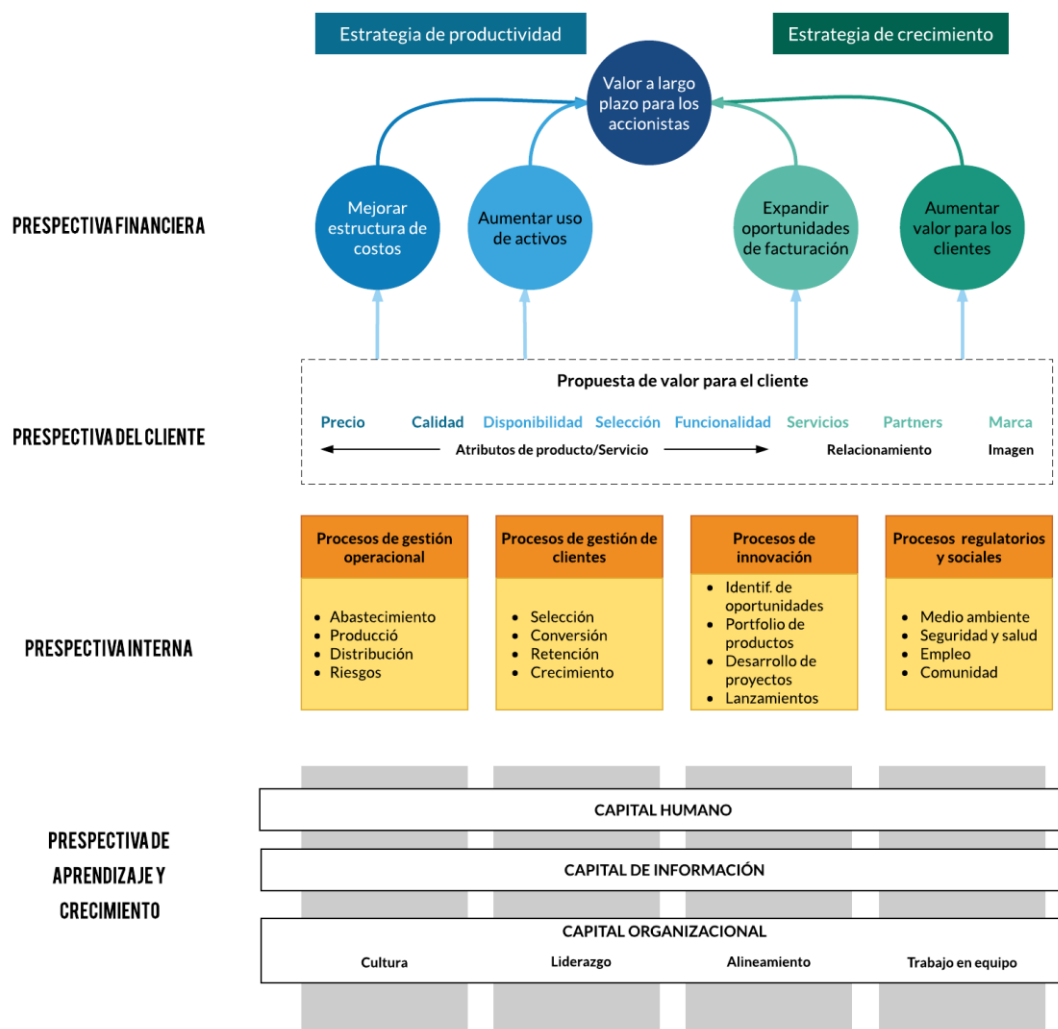 Estrategia de productividad
Estrategia de crecimiento
Valor a largo
plazo para los
accionistas
PRESPECTIVA FINANCIERA
Mejorar
estructura de
costos
Aumentar uso
de activos
Expandir
oportunidades
de facturación
Aumentar
valor para los
clientes
PRESPECTIVA DEL CLIENTE
Propuesta de valor para el cliente
Precio Calidad Disponibilidad Selección Funcionalidad Servicios Partners Marca
Atributos de producto/Servicio Relacionamiento Imagen
PRESPECTIVA INTERNA
Procesos de gestión
operacional
• Abastecimiento
• Producció
• Distribución
• Riesgos
Procesos de gestión de
clientes
• Selección
• Conversión
• Retención
• Crecimiento
Procesos de
innovación
• Identif. de
oportunidades
• Portfolio de
productos
• Desarrollo de
proyectos
• Lanzamientos
Procesos regulatorios
y sociales
• Medio ambiente
• Seguridad y salud
• Empleo
• Comunidad
PRESPECTIVA DE
APRENDIZAJE Y
CRECIMIENTO
CAPITAL HUMANO
CAPITAL DE INFORMACIÓN
CAPITAL ORGANIZACIONAL
Cultura Liderazgo Alineamiento Trabajo en equipo